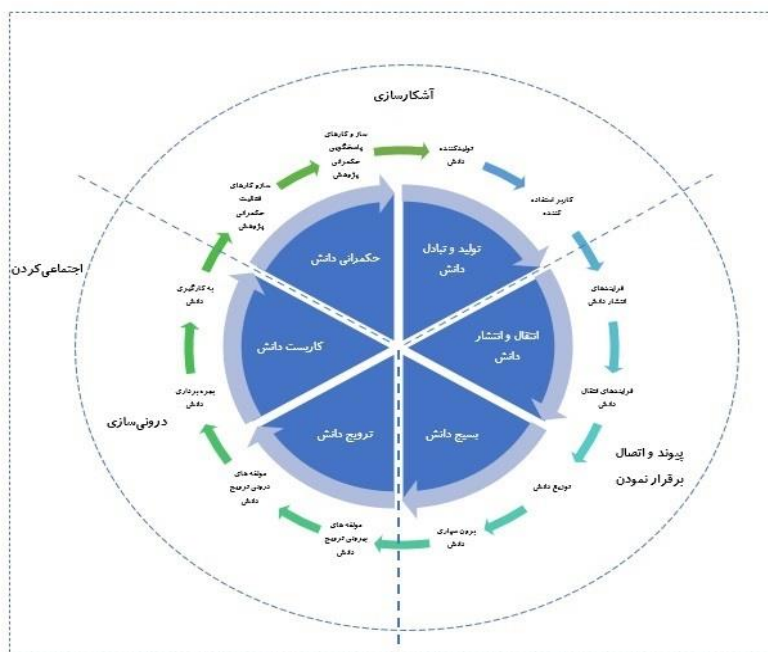 آشکارسازی
سازو کارهای
پاسخگویی
حکمرانی
پژوهش
تولیدکننده
دانش
کاربر استفاده
کننده
سازو کارهای
فعالیت
حکمرانی
پژوهش
فرایندهای
انتشار دانش
اجتماعی‌کردن
به کارگیری
دانش
حکمرانی دانش
تولید و تبادل
دانش
کاربست دانش
انتقال و انتشار
دانش
ترویج دانش
بسیج دانش
بهره برداری
دانش
فرایندهای انتقال
دانش
درونی‌سازی
پیوند و اتصال
برقرار نمودن
مولفه های
درونی ترویج
دانش
توزیع دانش
مولفه های
بیرونی ترویج
دانش
برون سپاری
دانش